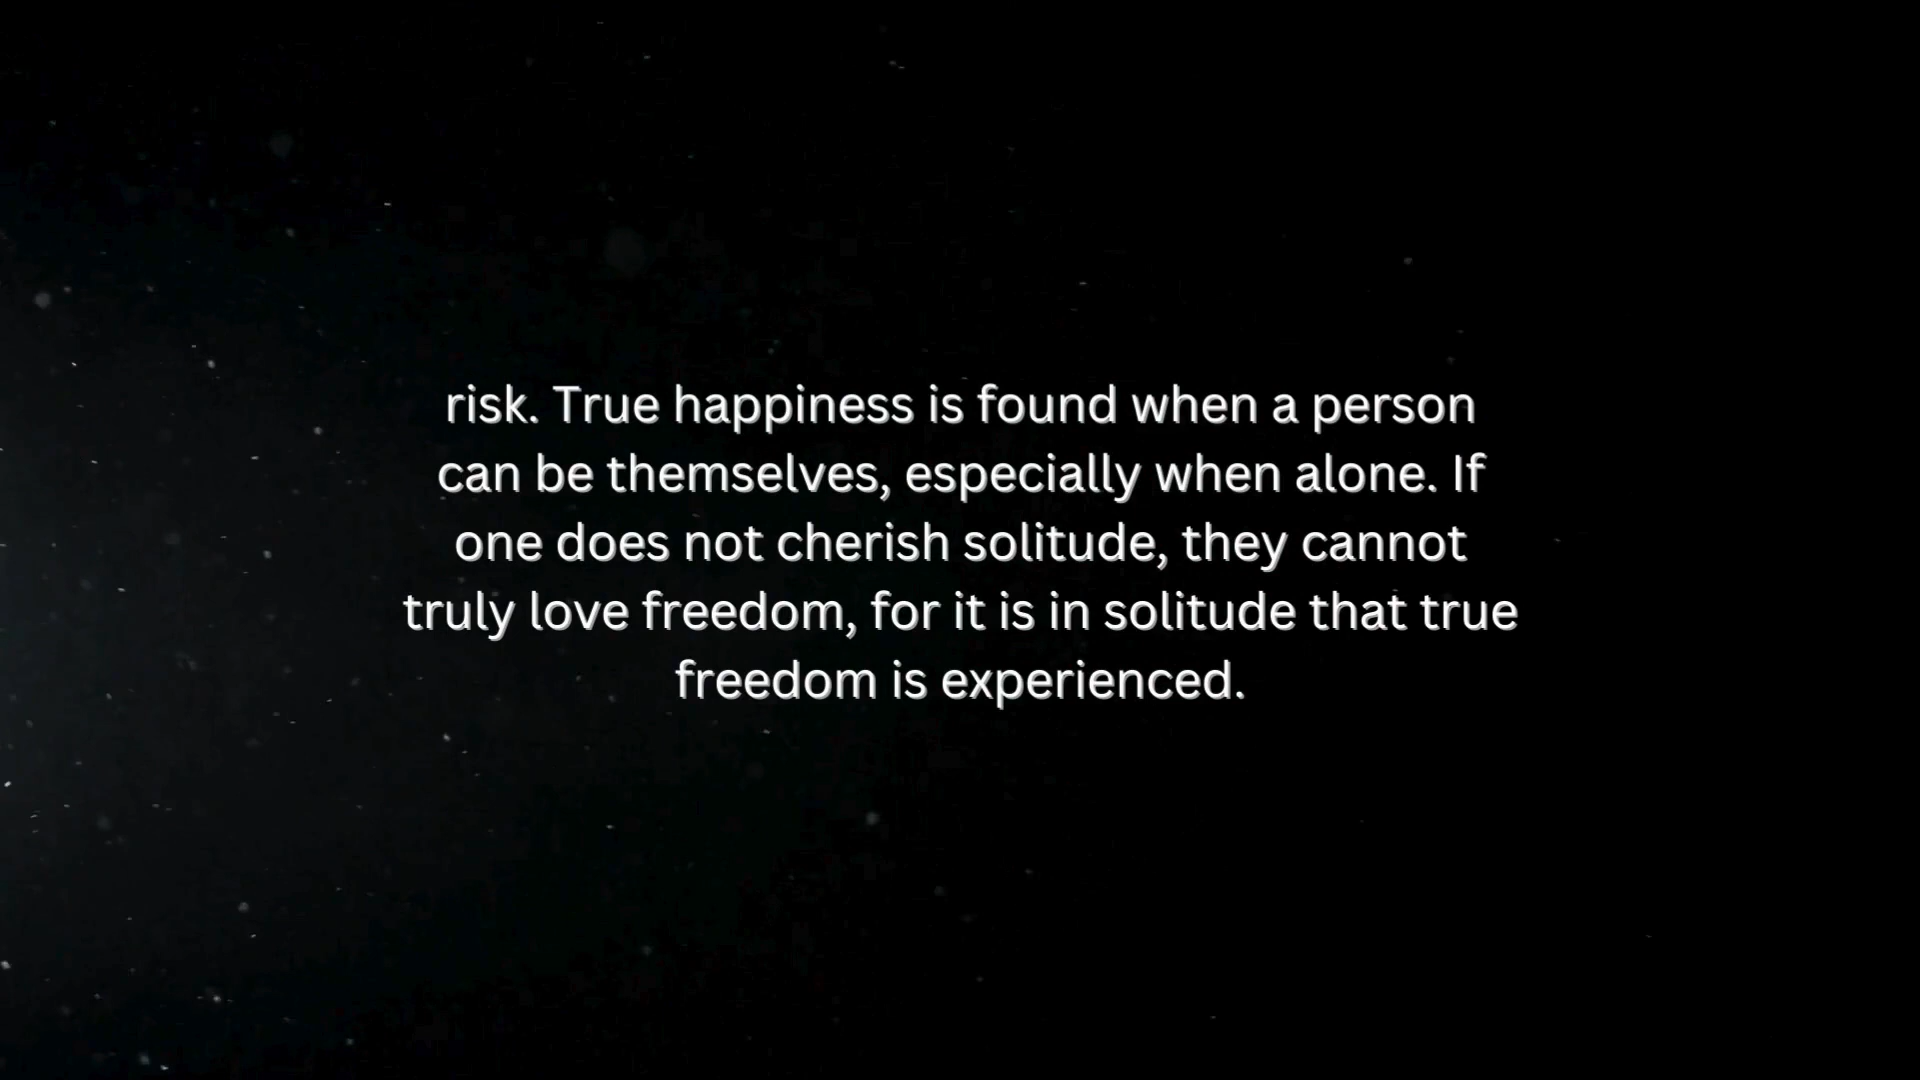 risk. True happiness is found when a person
can be themselves, especially when alone. If
one does not cherish solitude, they cannot
truly love freedom, for it is in solitude that true
freedom is experienced.